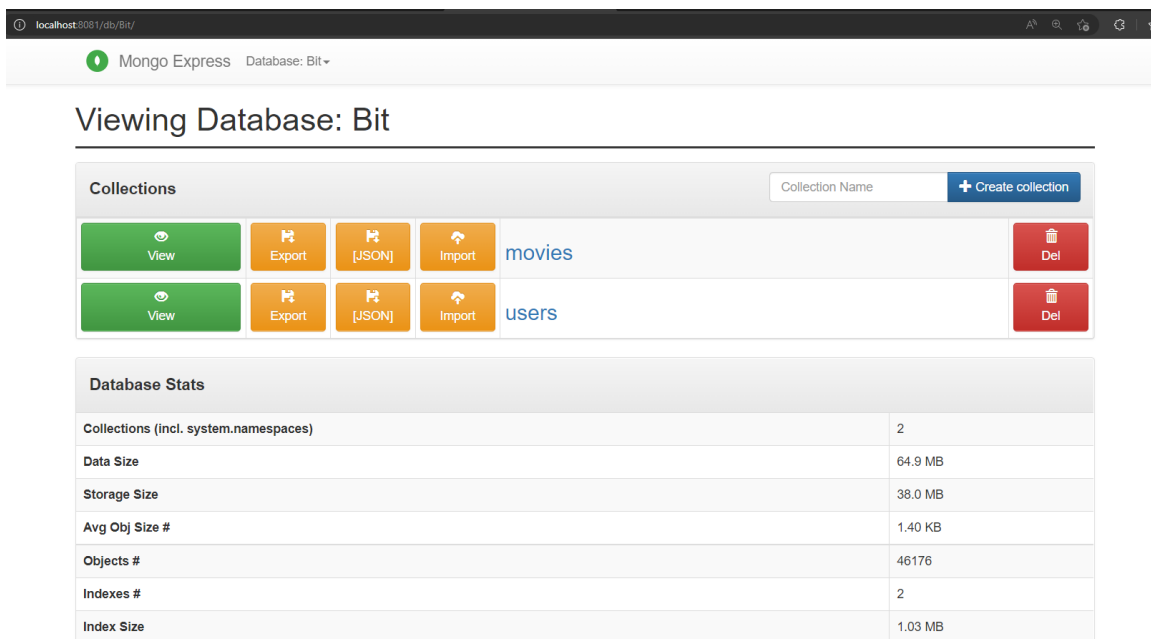 localhost:8081/db/Bit/
Mongo Express Database: Bit
Viewing Database: Bit
Collections
Collection Name
Create collection
View Export [JSON] Import movies Del
View Export [JSON] Import users Del
Database Stats
Collections (incl. system.namespaces) 2
Data Size 64.9 MB
Storage Size 38.0 MB
Avg Obj Size # 1.40 KB
Objects # 46176
Indexes # 2
Index Size 1.03 MB